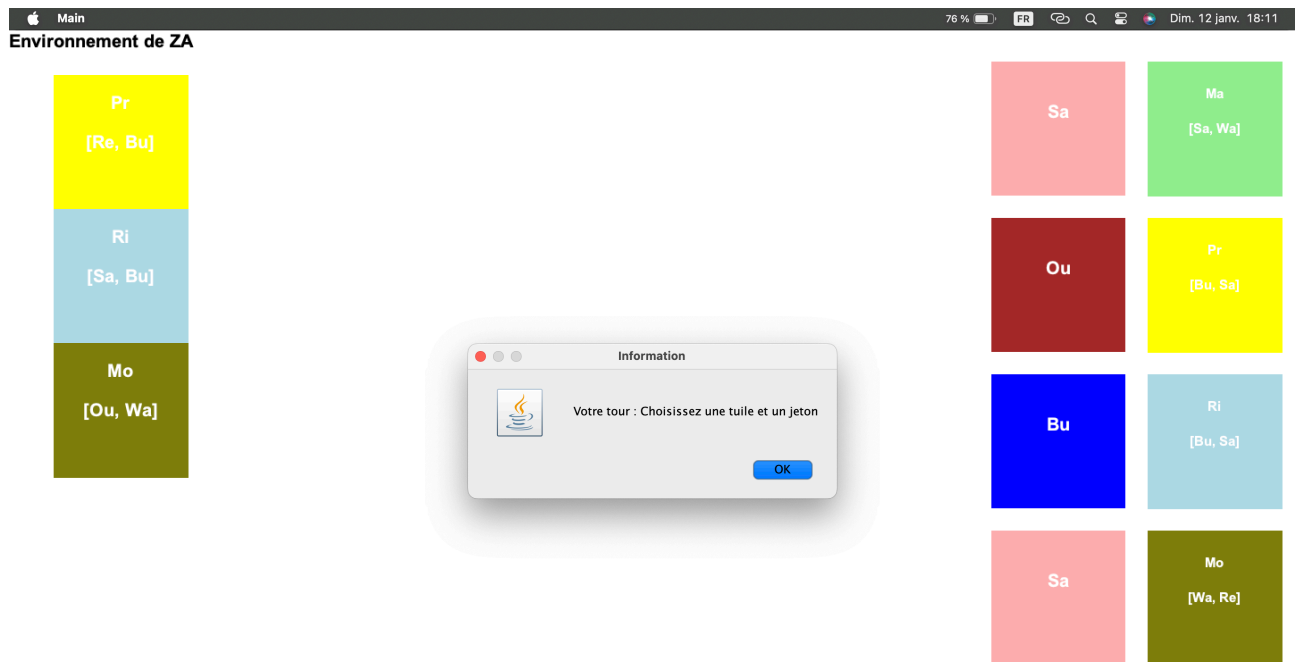 Main
76 %
FR
Dim. 12 janv. 18:11
Environnement de ZA
Pr
[Re, Bu]
Ri
[Sa, Bu]
Mo
[Ou, Wa]
Information
Votre tour : Choisissez une tuile et un jeton
OK
Sa
Ma
[Sa, Wa]
Ou
Pr
[Bu, Sa]
Bu
Ri
[Bu, Sa]
Sa
Mo
[Wa, Re]